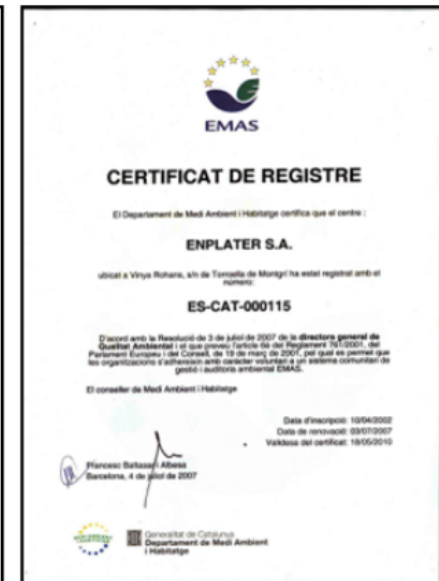 EMAS
CERTIFICAT DE REGISTRE
El Departament de Medi Ambient i Habitatge certifica que el centre :
ENPLATER S.A.
ubicat a Vinya Rohans, s/n de Torroella de Montgrí ha estat registrat amb el
número:
ES-CAT-000115
D'acord amb la Resolució de 3 de juliol de 2007 de la directora general de
Qualitat Ambiental i el que preveu l'article 6è del Reglament 761/2001, del
Parlament Europeu i del Consell, de 19 de març de 2001, pel qual es permet que
les organitzacions s'adhereixin amb caràcter voluntari a un sistema comunitari de
gestió i auditoria ambiental EMAS.
El conseller de Medi Ambient i Habitatge
Data d'inscripció: 10/04/2002
Data de renovació: 03/07/2007
Validesa del certificat: 18/05/2010
Francesc Baltasar i Albesa
Barcelona, 4 de juliol de 2007
Generalitat de Catalunya
Departament de Medi Ambient
i Habitatge